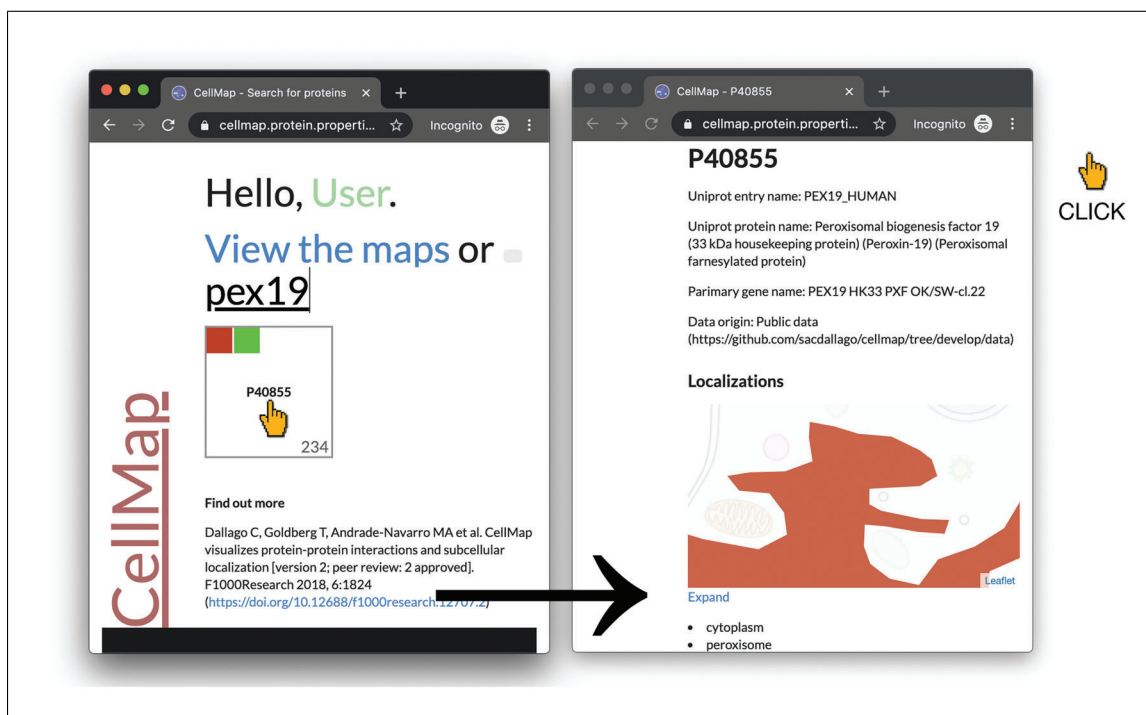 CellMap - Search for proteins
cellmap.protein.properti...
Incognito
Hello, User.
View the maps or
pex19
P40855
234
CellMap
Find out more
Dallago C, Goldberg T, Andrade-Navarro MA et al. CellMap
visualizes protein-protein interactions and subcellular
localization [version 2; peer review: 2 approved].
F1000Research 2018, 6:1824
(https://doi.org/10.12688/f1000research.12707.2)
CellMap - P40855
cellmap.protein.properti...
Incognito
P40855
Uniprot entry name: PEX19_HUMAN
Uniprot protein name: Peroxisomal biogenesis factor 19
(33 kDa housekeeping protein) (Peroxin-19) (Peroxisomal
farnesylated protein)
Parimary gene name: PEX19 HK33 PXF OK/SW-cl.22
Data origin: Public data
(https://github.com/sacdallago/cellmap/tree/develop/data)
Localizations
Leaflet
Expand
• cytoplasm
• peroxisome
CLICK